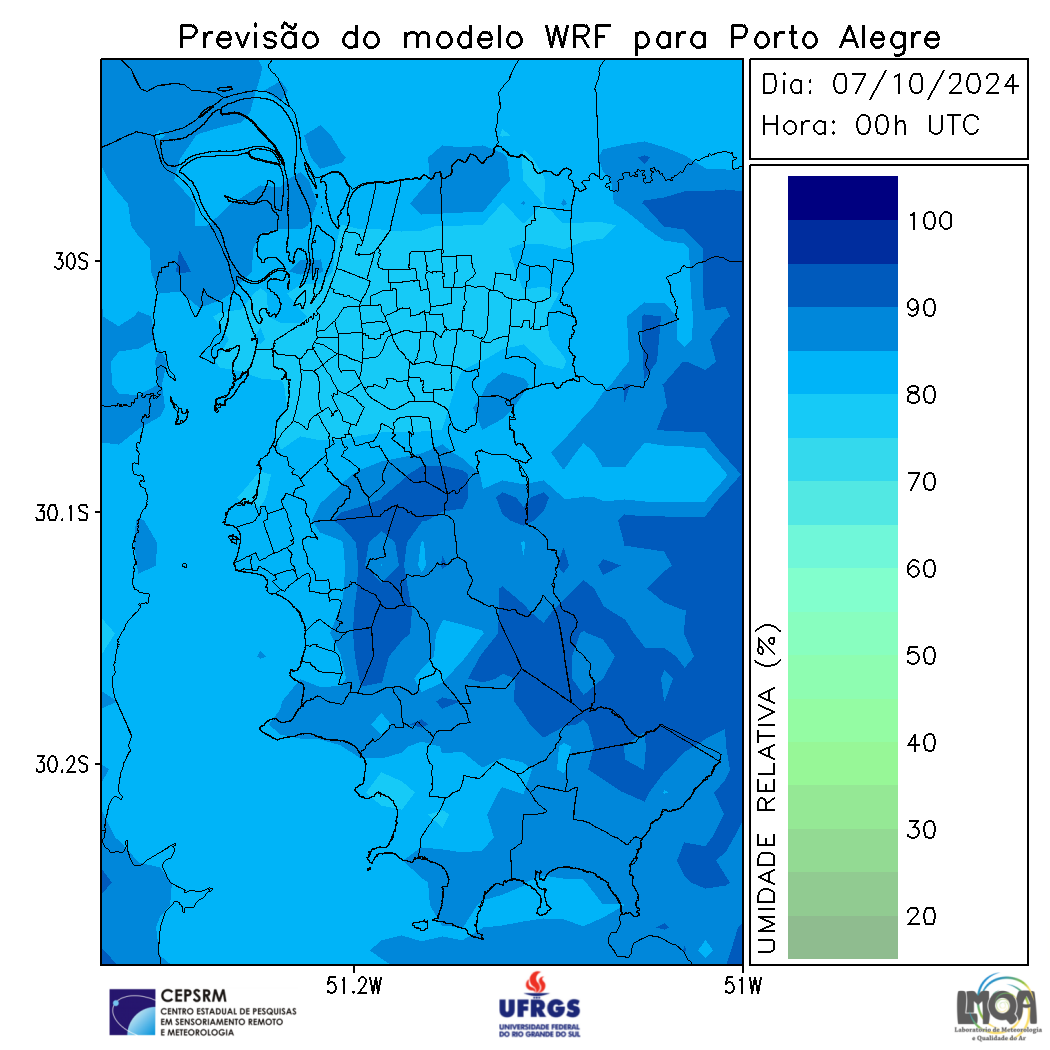 Previsão do modelo WRF para Porto Alegre
Dia: 07/10/2024
Hora: 00h UTC
30S
30.1S
30.2S
51.2W
51W
UMIDADE RELATIVA (%)
100
90
80
70
60
50
40
30
20
CEPSRM
CENTRO ESTADUAL DE PESQUISAS
EM SENSORIAMENTO REMOTO
E METEOROLOGIA
UFRGS
UNIVERSIDADE FEDERAL
DO RIO GRANDE DO SUL
LMQA
Laboratório de Meteorologia
e Qualidade do Ar